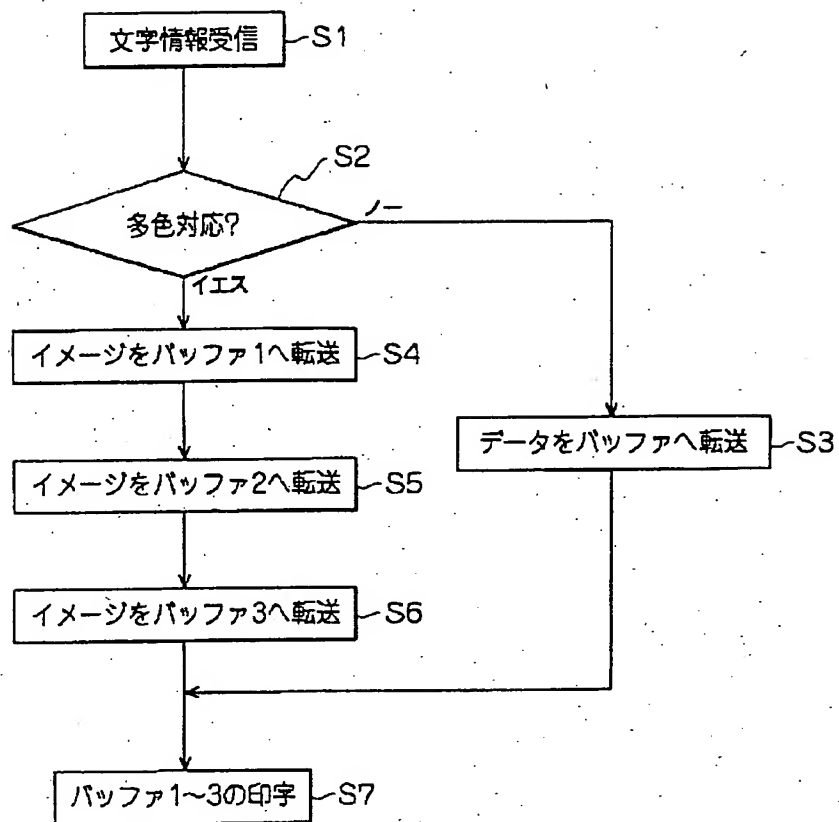 文字情報受信 S1
S2
多色対応?
ノー
イエス
イメージをバッファ1へ転送 S4
データをバッファへ転送 S3
イメージをバッファ2へ転送 S5
イメージをバッファ3へ転送 S6
バッファ1~3の印字 S7